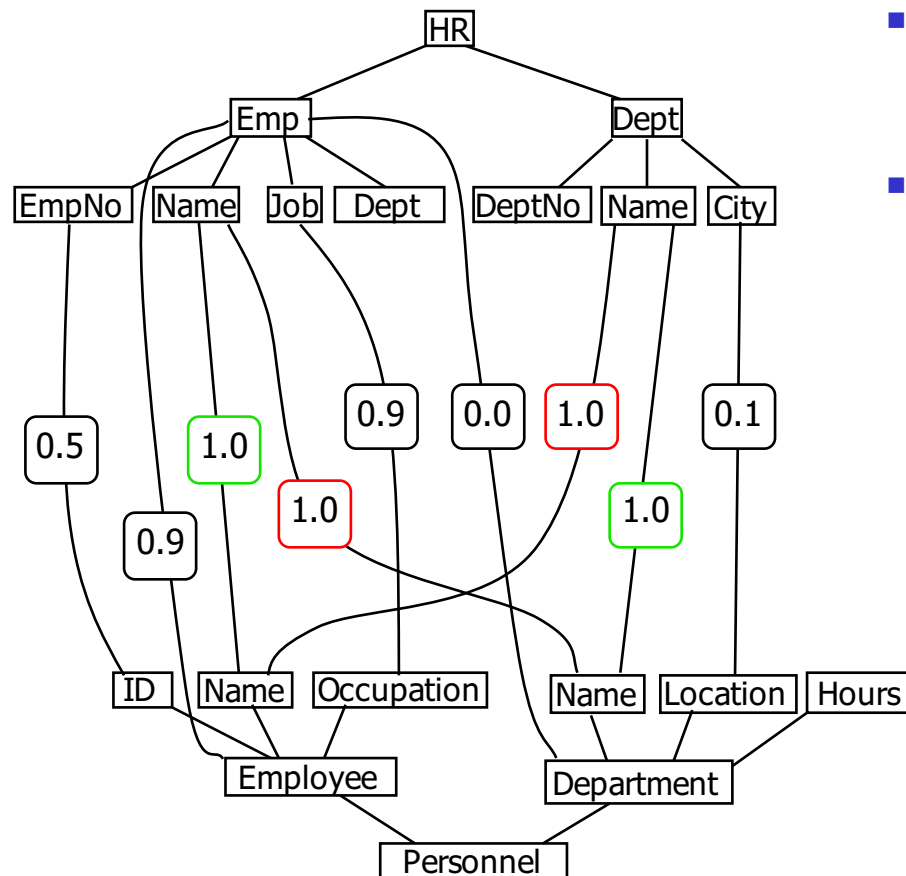 HR
Emp Dept
EmpNo Name Job Dept DeptNo Name City
0.9 0.0 1.0 0.1
0.5 1.0
1.0 1.0
0.9
ID Name Occupation Name Location Hours
Employee Department
Personnel